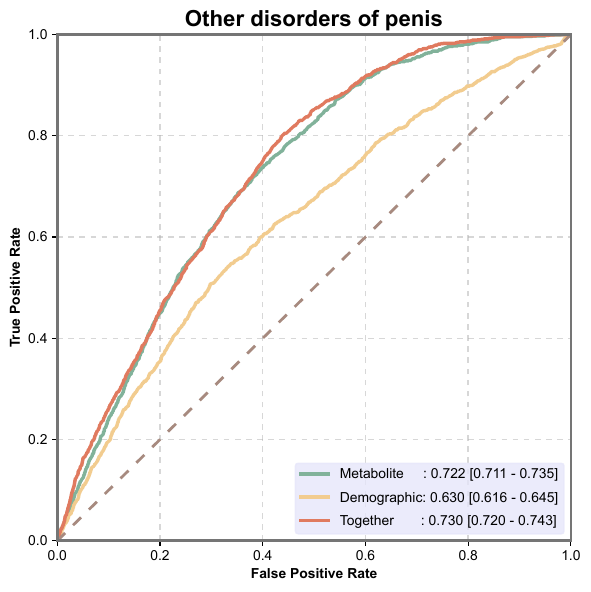 Other disorders of penis
True Positive Rate
1.0
0.8
0.6
0.4
0.2
0.0
Metabolite : 0.722 [0.711 - 0.735]
Demographic: 0.630 [0.616 - 0.645]
Together : 0.730 [0.720 - 0.743]
0.0 0.2 0.4 0.6 0.8 1.0
False Positive Rate